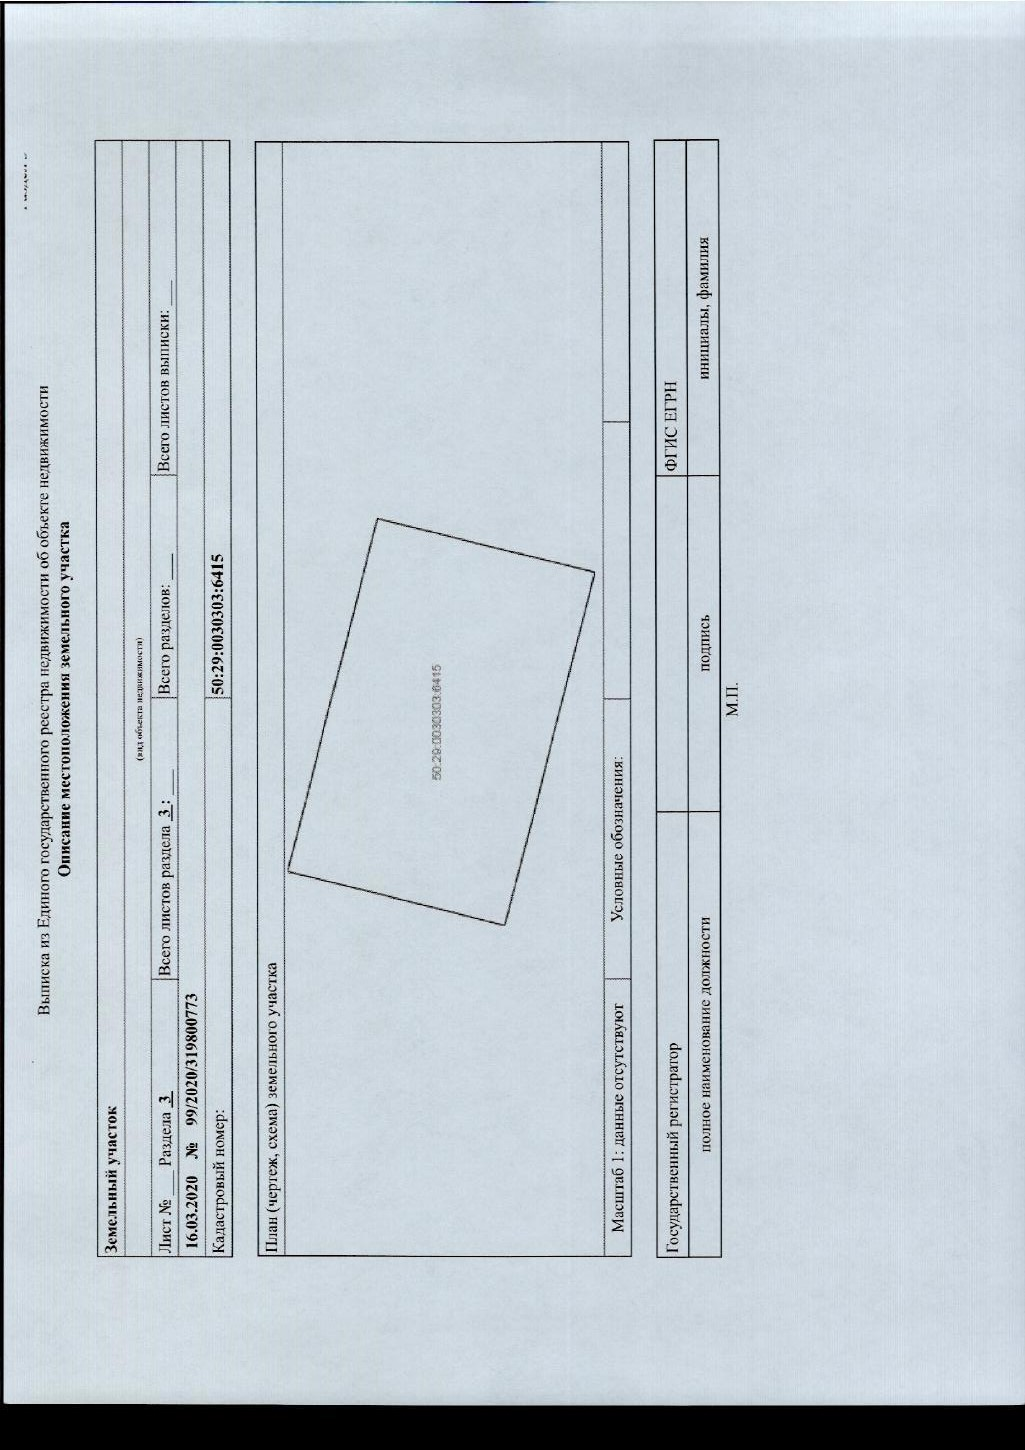 Выписка из Единого государственного реестра недвижимости об объекте недвижимости
Описание местоположения земельного участка
Земельный участок
(вид объекта недвижимости)
Лист № ___ Раздела 3 Всего листов раздела 3 : ___ Всего разделов: ___ Всего листов выписки: ___
16.03.2020 № 99/2020/319800773
Кадастровый номер: 50:29:0030303:6415
План (чертеж, схема) земельного участка
50:29:0030303:6415
Масштаб 1: данные отсутствуют Условные обозначения:
Государственный регистратор ФГИС ЕГРН
полное наименование должности подпись инициалы, фамилия
М.П.